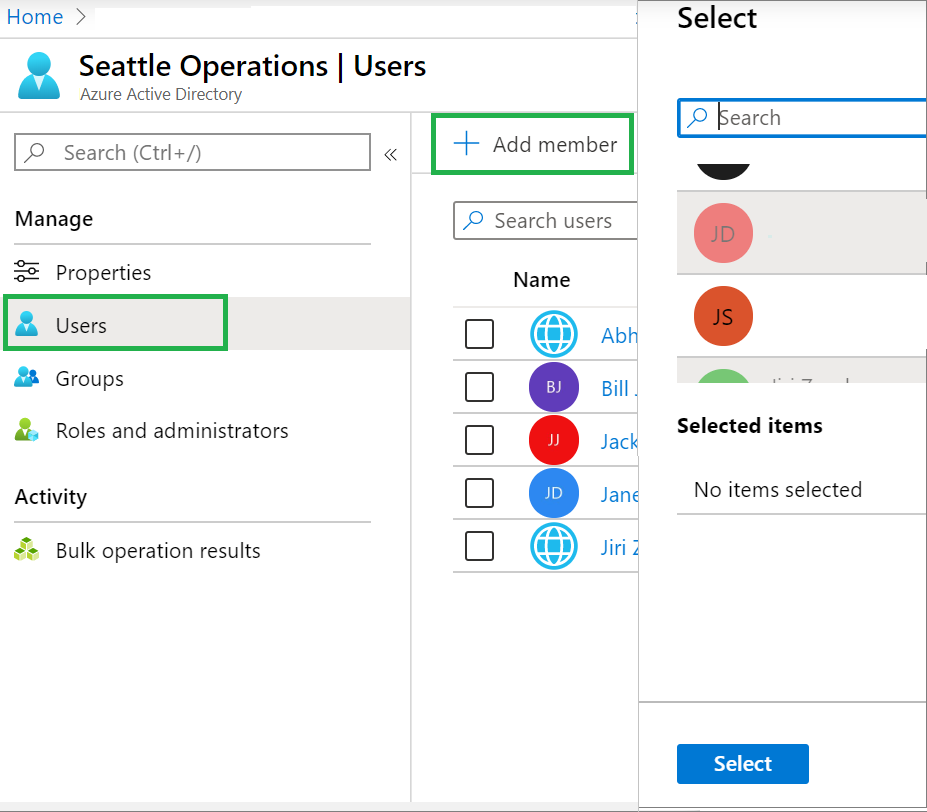 Home
Seattle Operations | Users
Azure Active Directory
Search (Ctrl+/)
«
Manage
Properties
Users
Groups
Roles and administrators
Activity
Bulk operation results
+ Add member
Search users
Name
Abh
BJ Bill
JJ Jack
JD Jane
Jiri
Select
Search
JD
JS
Selected items
No items selected
Select